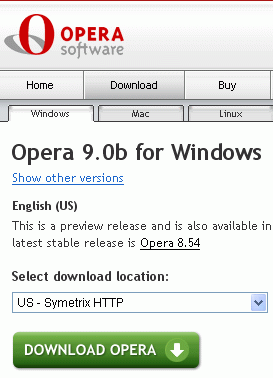 OPERA
software
Home Download Buy
Windows Mac Linux
Opera 9.0b for Windows
Show other versions
English (US)
This is a preview release and is also available in
latest stable release is Opera 8.54
Select download location:
US - Symetrix HTTP
DOWNLOAD OPERA